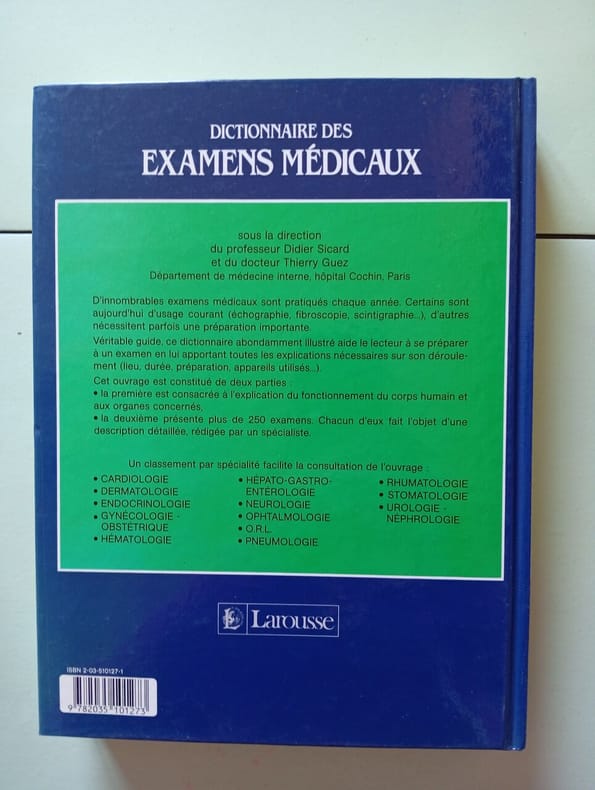 DICTIONNAIRE DES
EXAMENS MÉDICAUX
sous la direction
du professeur Didier Sicard
et du docteur Thierry Guez
Département de médecine interne, hôpital Cochin, Paris
D'innombrables examens médicaux sont pratiqués chaque année. Certains sont
aujourd'hui d'usage courant (échographie, fibroscopie, scintigraphie...), d'autres
nécessitent parfois une préparation importante.
Véritable guide, ce dictionnaire abondamment illustré aide le lecteur à se préparer
à un examen en lui apportant toutes les explications nécessaires sur son déroule-
ment (lieu, durée, préparation, appareils utilisés...).
Cet ouvrage est constitué de deux parties :
• la première est consacrée à l'explication du fonctionnement du corps humain et
aux organes concernés,
• la deuxième présente plus de 250 examens. Chacun d'eux fait l'objet d'une
description détaillée, rédigée par un spécialiste.
Un classement par spécialité facilite la consultation de l'ouvrage :
• CARDIOLOGIE
• DERMATOLOGIE
• ENDOCRINOLOGIE
• GYNÉCOLOGIE -
OBSTÉTRIQUE
• HÉMATOLOGIE
• HÉPATO-GASTRO-
ENTÉROLOGIE
• NEUROLOGIE
• OPHTALMOLOGIE
• O.R.L.
• PNEUMOLOGIE
• RHUMATOLOGIE
• STOMATOLOGIE
• UROLOGIE -
NÉPHROLOGIE
LAROUSSE
ISBN 2-03-510127-1
9 782035 101273